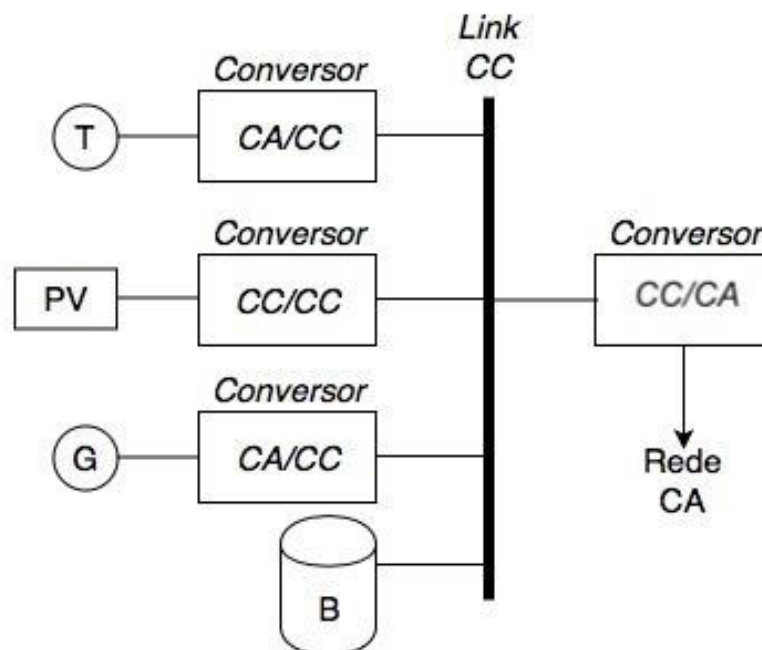 Link
CC
Conversor
T
CA/CC
Conversor
PV
CC/CC
Conversor
CC/CA
Conversor
G
CA/CC
Rede
CA
B